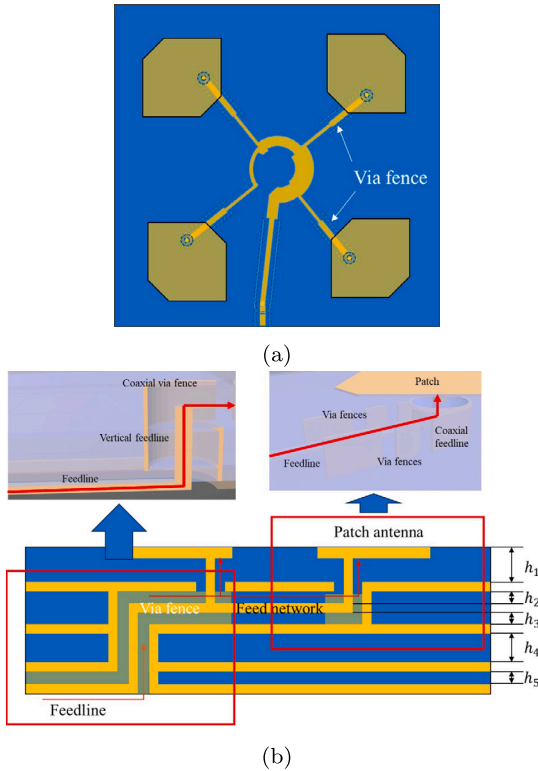 Via fence
(a)
Coaxial via fence
Vertical feedline
Feedline
Patch
Via fences
Feedline
Via fences
Coaxial
feedline
Patch antenna
Via fence
Feed network
Feedline
h₁
h₂
h₃
h₄
h₅
(b)